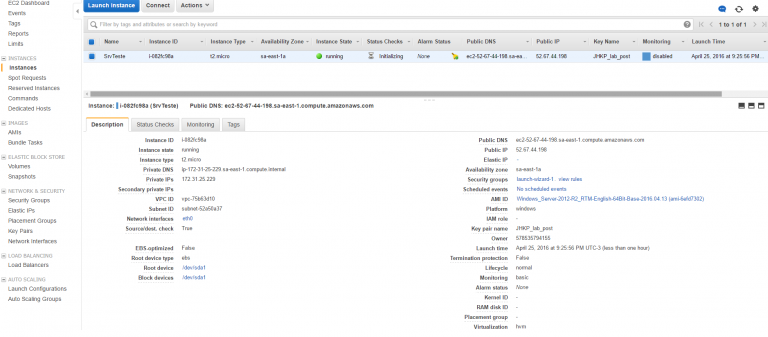 EC2 Dashboard
Events
Tags
Reports
Limits
INSTANCES
Instances
Spot Requests
Reserved Instances
Commands
Dedicated Hosts
IMAGES
AMIs
Bundle Tasks
ELASTIC BLOCK STORE
Volumes
Snapshots
NETWORK & SECURITY
Security Groups
Elastic IPs
Placement Groups
Key Pairs
Network Interfaces
LOAD BALANCING
Load Balancers
AUTO SCALING
Launch Configurations
Auto Scaling Groups
Launch Instance Connect Actions
Filter by tags and attributes or search by keyword
1 to 1 of 1
Name Instance ID Instance Type Availability Zone Instance State Status Checks Alarm Status Public DNS Public IP Key Name Monitoring Launch Time
SrvTeste i-082fc98a t2.micro sa-east-1a running Initializing None ec2-52-67-44-198.sa-ea... 52.67.44.198 JHKP_lab_post disabled April 25, 2016 at 9:25:56 P...
Instance: i-082fc98a (SrvTeste) Public DNS: ec2-52-67-44-198.sa-east-1.compute.amazonaws.com
Description Status Checks Monitoring Tags
Instance ID i-082fc98a
Instance state running
Instance type t2.micro
Private DNS ip-172-31-25-229.sa-east-1.compute.internal
Private IPs 172.31.25.229
Secondary private IPs
VPC ID vpc-75b63d10
Subnet ID subnet-52a50a37
Network interfaces eth0
Source/dest. check True
EBS-optimized False
Root device type ebs
Root device /dev/sda1
Block devices /dev/sda1
Public DNS ec2-52-67-44-198.sa-east-1.compute.amazonaws.com
Public IP 52.67.44.198
Elastic IP -
Availability zone sa-east-1a
Security groups launch-wizard-1. view rules
Scheduled events No scheduled events
AMI ID Windows_Server-2012-R2_RTM-English-64Bit-Base-2016.04.13 (ami-6efd7302)
Platform windows
IAM role -
Key pair name JHKP_lab_post
Owner 578535794155
Launch time April 25, 2016 at 9:25:56 PM UTC-3 (less than one hour)
Termination protection False
Lifecycle normal
Monitoring basic
Alarm status None
Kernel ID -
RAM disk ID -
Placement group -
Virtualization hvm